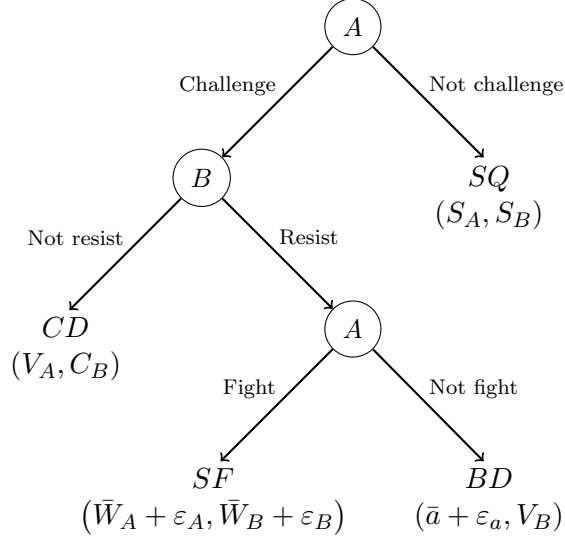 A
Challenge
Not challenge
B
SQ
(S_A, S_B)
Not resist
Resist
CD
(V_A, C_B)
A
Fight
Not fight
SF
BD
(W̄_A + ε_A, W̄_B + ε_B)
(ā + ε_a, V_B)